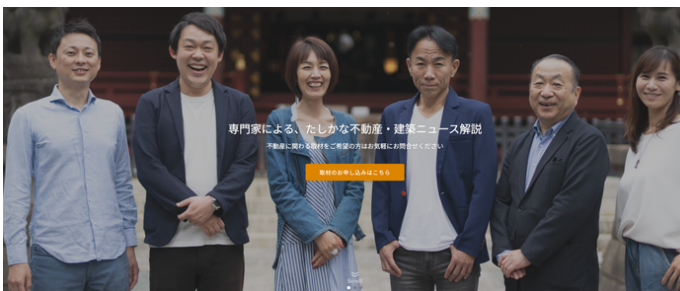 専門家による、たしかな不動産・建築ニュース解説
不動産に関わる取材をご希望の方はお気軽にお問合せください
取材のお申し込みはこちら